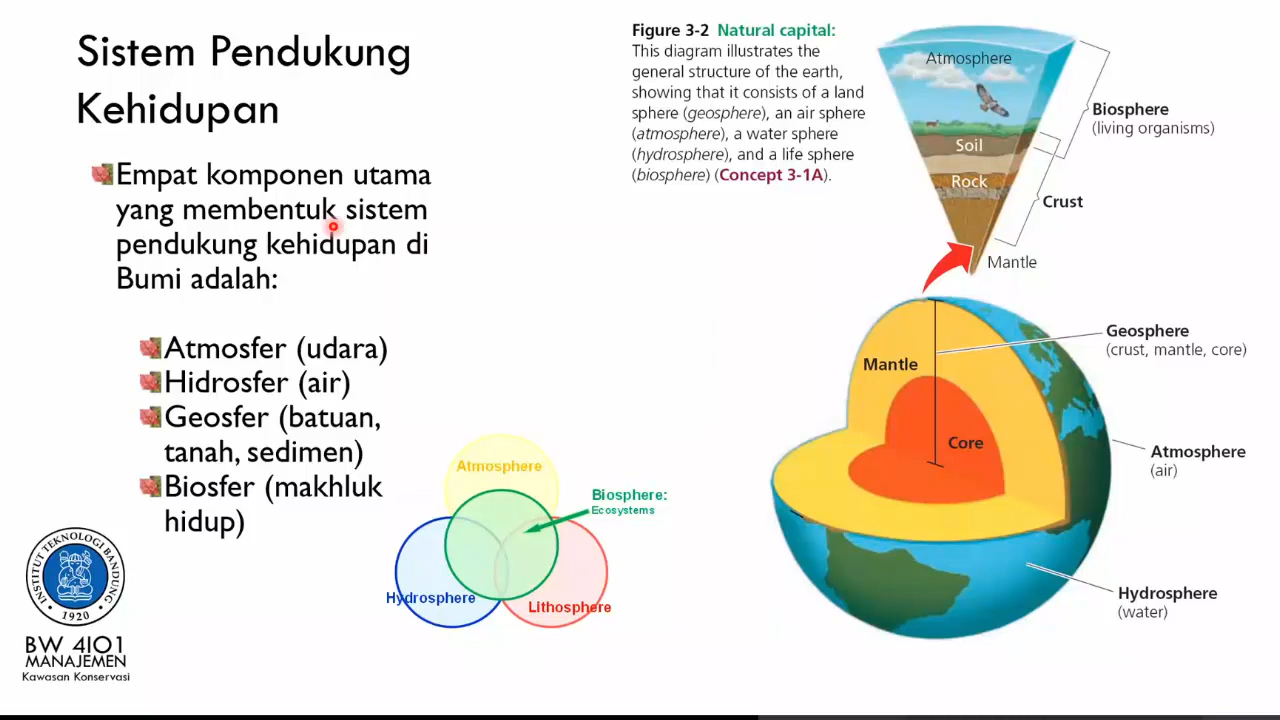 Sistem Pendukung
Kehidupan
Empat komponen utama
yang membentuk sistem
pendukung kehidupan di
Bumi adalah:
Atmosfer (udara)
Hidrosfer (air)
Geosfer (batuan,
tanah, sedimen)
Biosfer (makhluk
hidup)
Atmosphere
Biosphere:
Ecosystems
Hydrosphere
Lithosphere
INSTITUT TEKNOLOGI BANDUNG
1920
BW 4101
MANAJEMEN
Kawasan Konservasi
Figure 3-2 Natural capital:
This diagram illustrates the
general structure of the earth,
showing that it consists of a land
sphere (geosphere), an air sphere
(atmosphere), a water sphere
(hydrosphere), and a life sphere
(biosphere) (Concept 3-1A).
Atmosphere
Biosphere
(living organisms)
Soil
Rock
Crust
Mantle
Geosphere
(crust, mantle, core)
Mantle
Core
Atmosphere
(air)
Hydrosphere
(water)